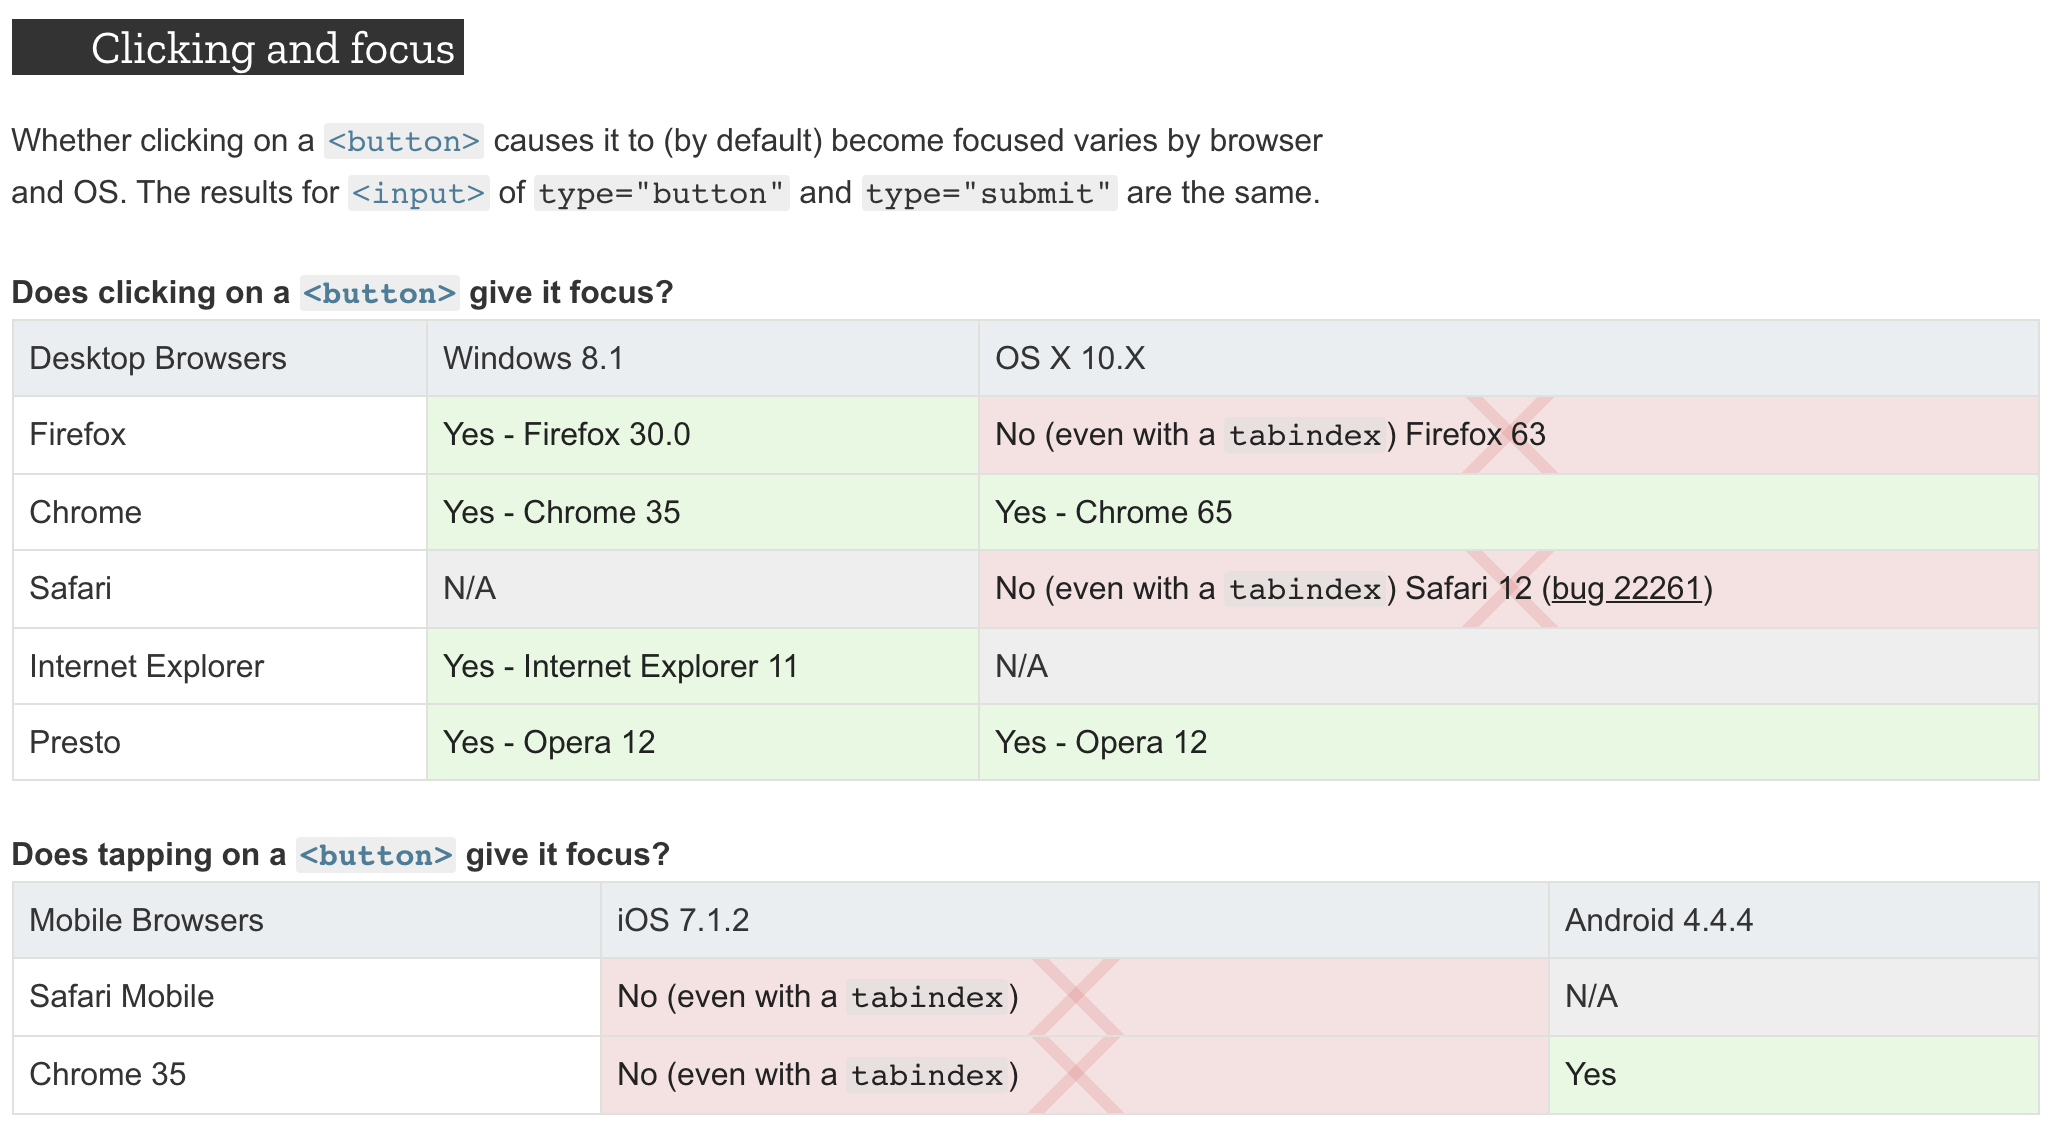 Clicking and focus
Whether clicking on a <button> causes it to (by default) become focused varies by browser
and OS. The results for <input> of type="button" and type="submit" are the same.
Does clicking on a <button> give it focus?
Desktop Browsers Windows 8.1 OS X 10.X
Firefox Yes - Firefox 30.0 No (even with a tabindex) Firefox 63
Chrome Yes - Chrome 35 Yes - Chrome 65
Safari N/A No (even with a tabindex) Safari 12 (bug 22261)
Internet Explorer Yes - Internet Explorer 11 N/A
Presto Yes - Opera 12 Yes - Opera 12
Does tapping on a <button> give it focus?
Mobile Browsers iOS 7.1.2 Android 4.4.4
Safari Mobile No (even with a tabindex) N/A
Chrome 35 No (even with a tabindex) Yes